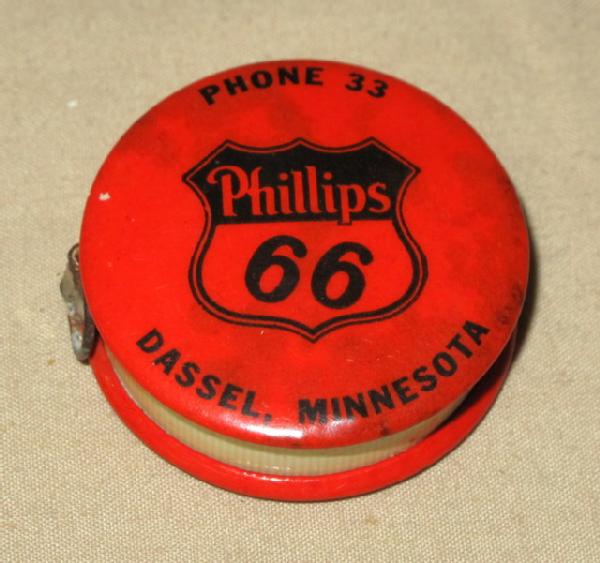 PHONE 33
Phillips
66
DASSEL, MINNESOTA